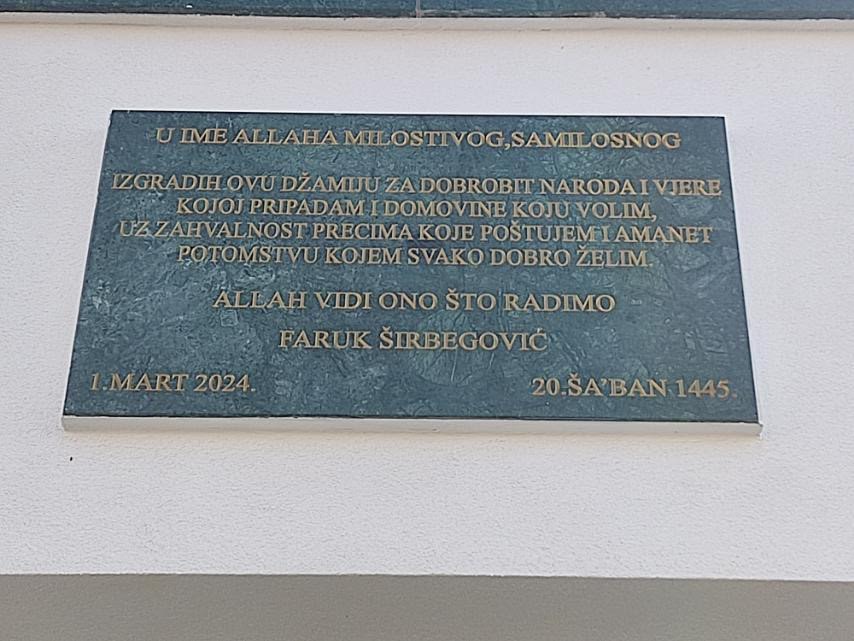 U IME ALLAHA MILOSTIVOG,SAMILOSNOG
IZGRADIH OVU DŽAMIJU ZA DOBROBIT NARODA I VJERE
KOJOJ PRIPADAM I DOMOVINE KOJU VOLIM,
UZ ZAHVALNOST PRECIMA KOJE POŠTUJEM I AMANET
POTOMSTVU KOJEM SVAKO DOBRO ŽELIM.
ALLAH VIDI ONO ŠTO RADIMO
FARUK ŠIRBEGOVIĆ
1.MART 2024. 20.ŠA'BAN 1445.